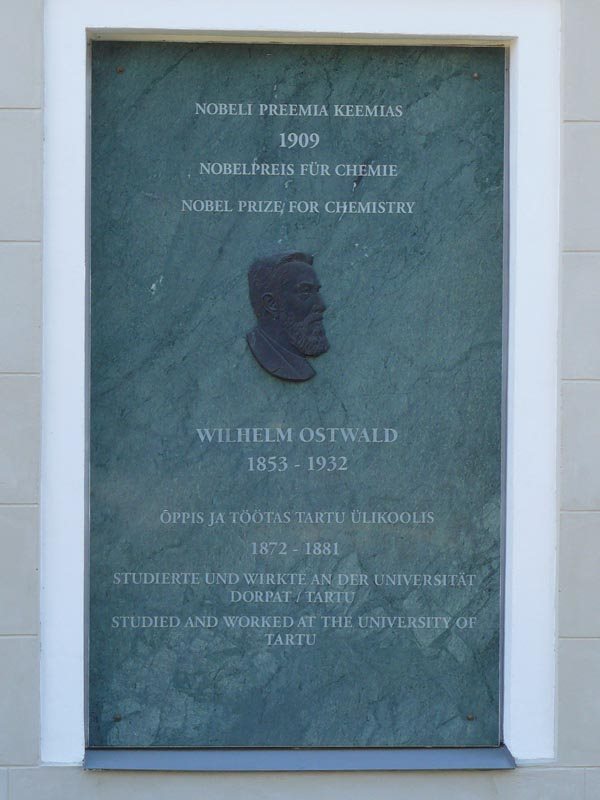 NOBELI PREEMIA KEEMIAS
1909
NOBELPREIS FÜR CHEMIE
NOBEL PRIZE FOR CHEMISTRY
WILHELM OSTWALD
1853 - 1932
ÕPPIS JA TÖÖTAS TARTU ÜLIKOOLIS
1872 - 1881
STUDIERTE UND WIRKTE AN DER UNIVERSITÄT
DORPAT / TARTU
STUDIED AND WORKED AT THE UNIVERSITY OF
TARTU